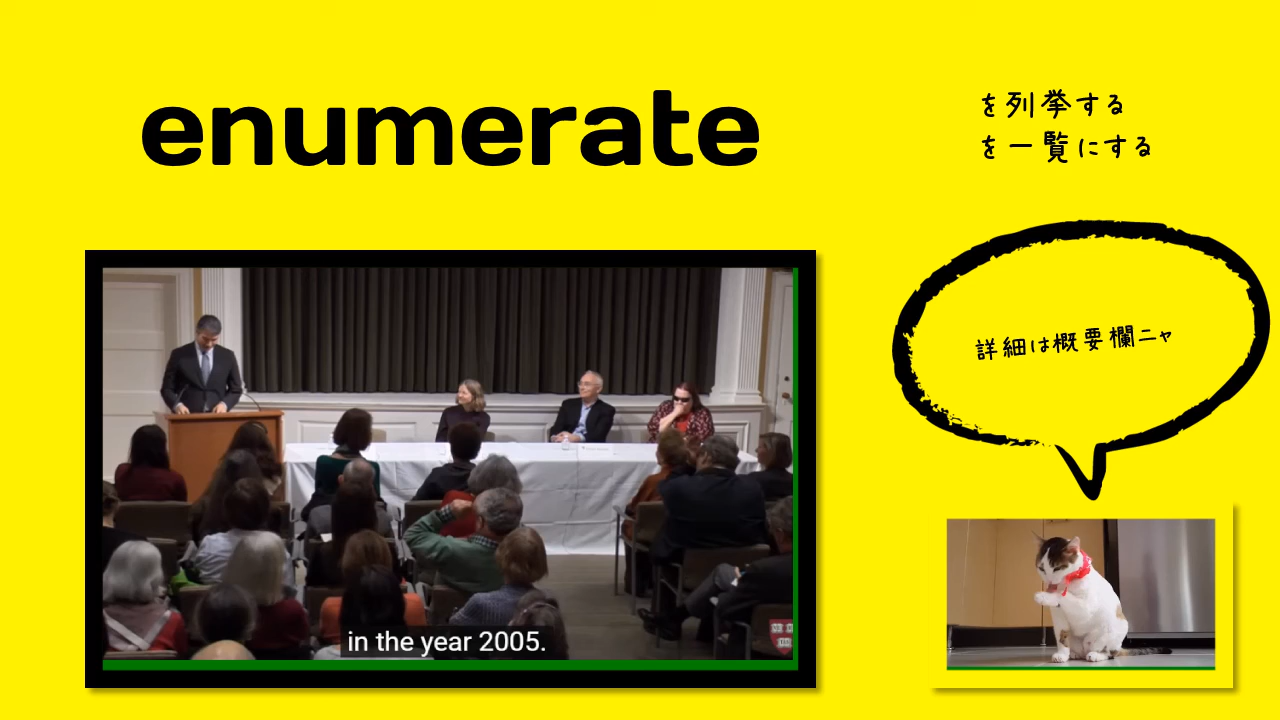 enumerate
を列挙する
を一覧にする
詳細は概要欄ニャ
in the year 2005.